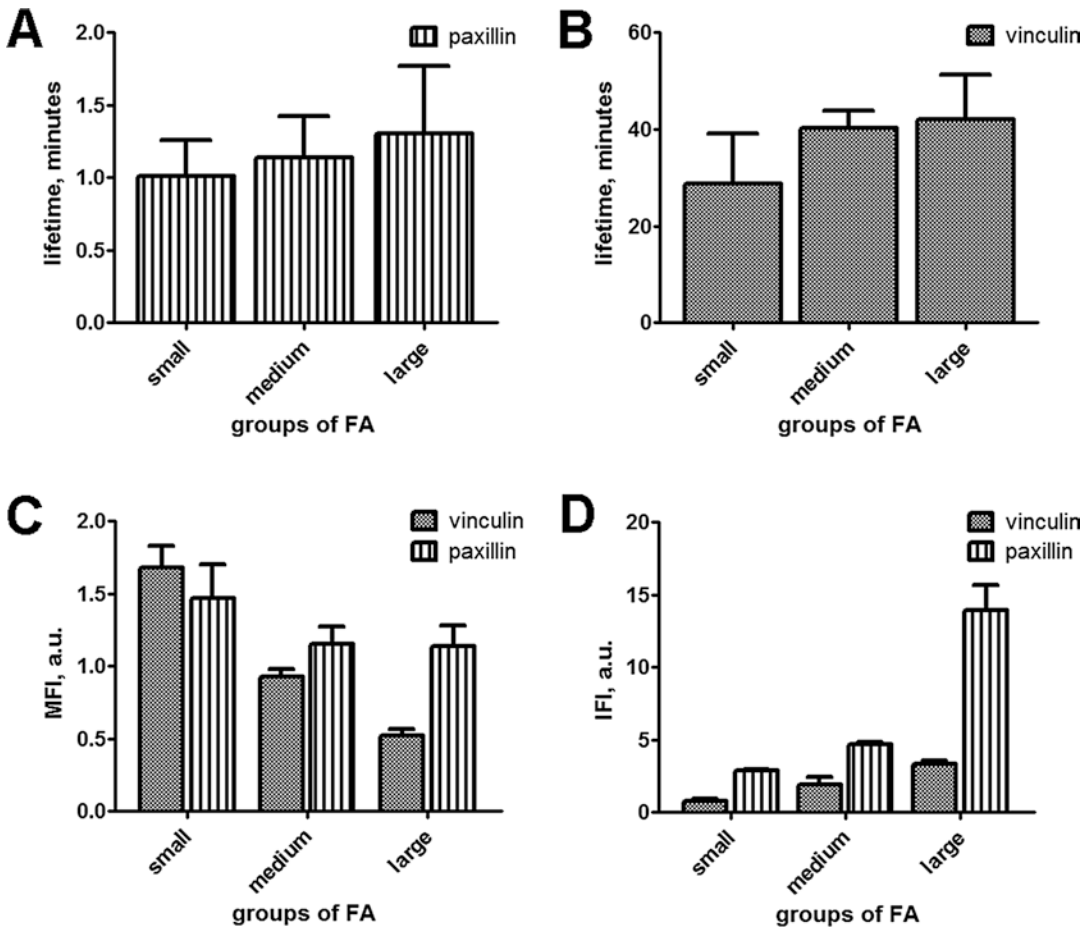 A
paxillin
lifetime, minutes
2.0
1.5
1.0
0.5
0.0
small
medium
large
groups of FA
B
vinculin
lifetime, minutes
60
40
20
0
small
medium
large
groups of FA
C
vinculin
paxillin
MFI, a.u.
2.0
1.5
1.0
0.5
0.0
small
medium
large
groups of FA
D
vinculin
paxillin
IFI, a.u.
20
15
10
5
0
small
medium
large
groups of FA